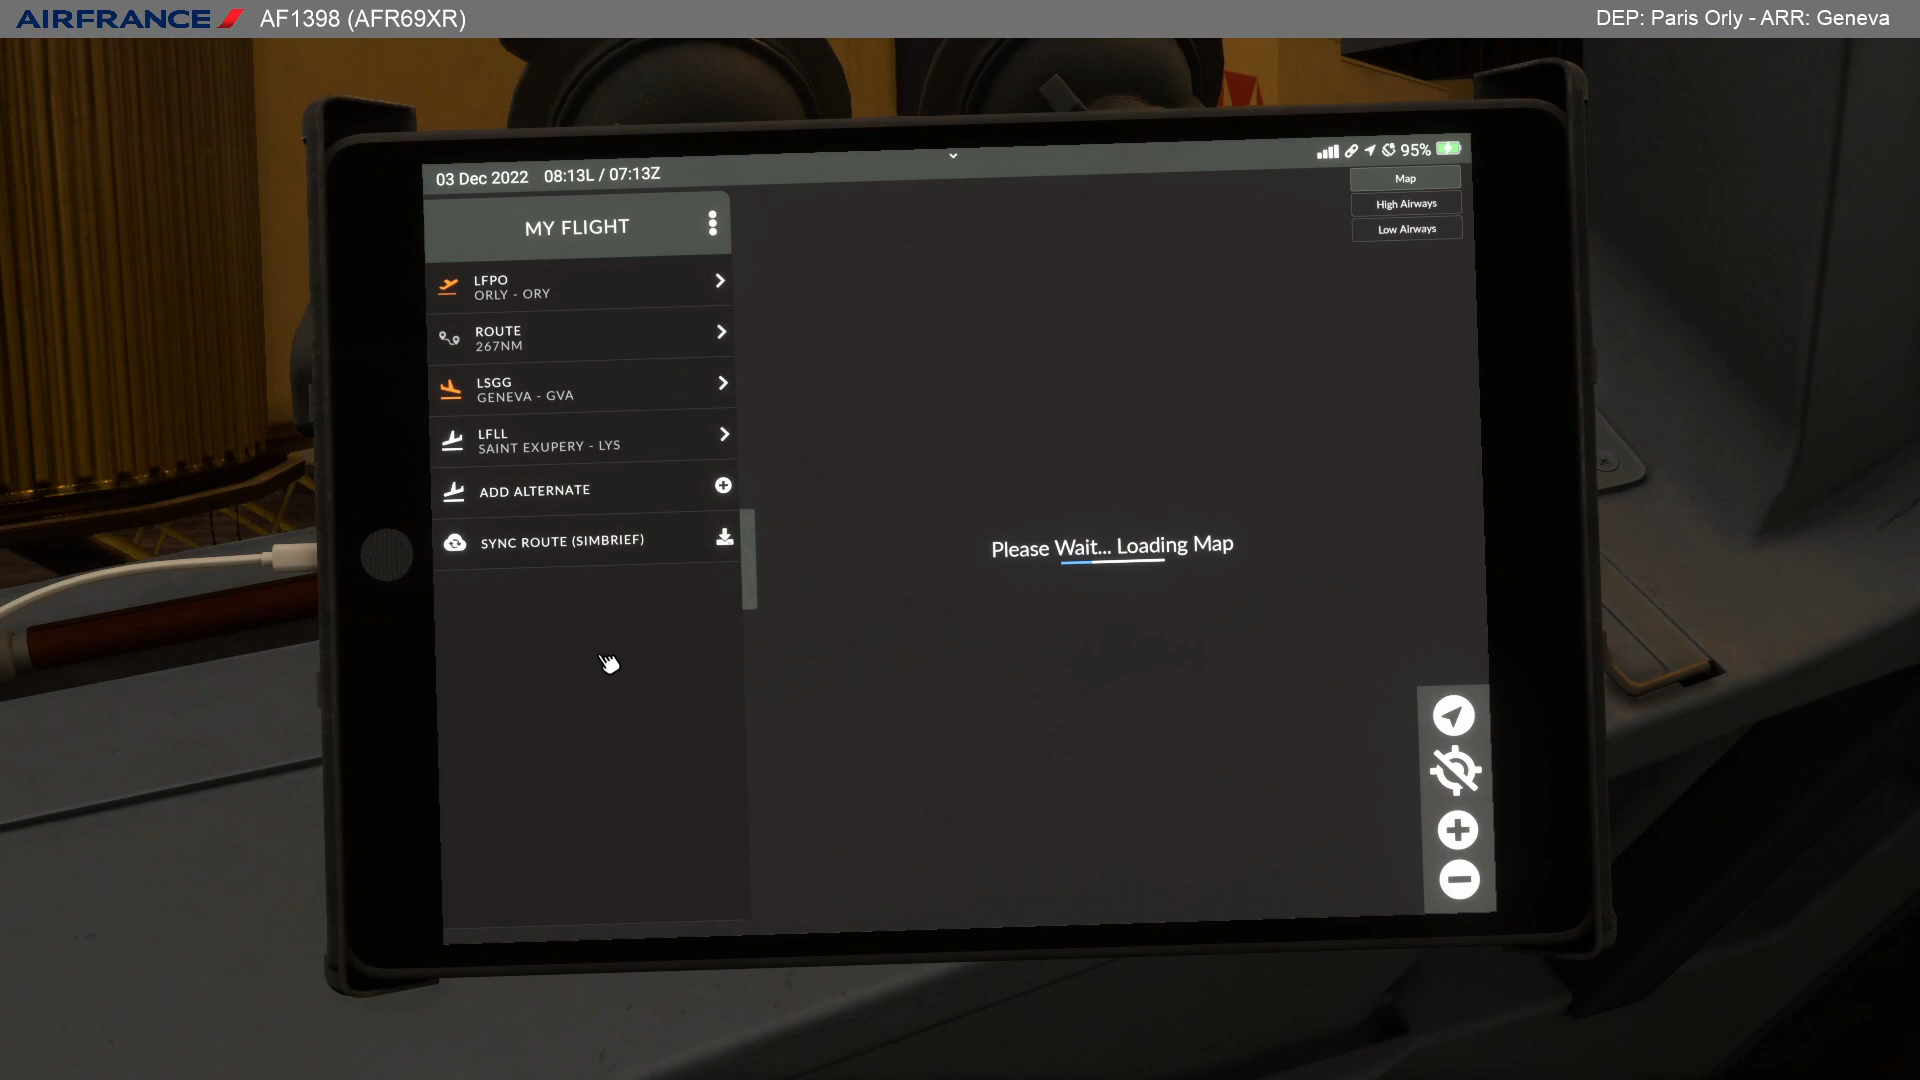 AIRFRANCE AF1398 (AFR69XR)
DEP: Paris Orly - ARR: Geneva
03 Dec 2022 08:13L / 07:13Z
95%
Map
High Airways
Low Airways
MY FLIGHT
LFPO
ORLY - ORY
ROUTE
267NM
LSGG
GENEVA - GVA
LFLL
SAINT EXUPERY - LYS
ADD ALTERNATE
SYNC ROUTE (SIMBRIEF)
Please Wait... Loading Map